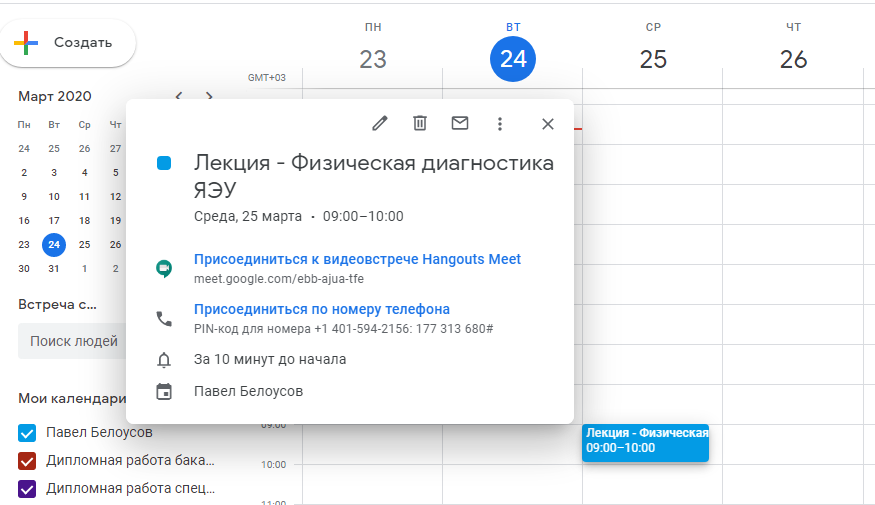 Создать
ПН
ВТ
СР
ЧТ
23
24
25
26
GMT+03
Март 2020
Пн Вт Ср Чт
24 25 26 27
2 3 4 5
9 10 11 12
16 17 18 19
23 24 25 26
30 31 1 2
Встреча с...
Поиск людей
Мои календари
Павел Белоусов
Дипломная работа бака...
Дипломная работа спец...
Лекция - Физическая диагностика
ЯЭУ
Среда, 25 марта • 09:00–10:00
Присоединиться к видеовстрече Hangouts Meet
meet.google.com/ebb-ajua-tfe
Присоединиться по номеру телефона
PIN-код для номера +1 401-594-2156: 177 313 680#
За 10 минут до начала
Павел Белоусов
09:00
10:00
11:00
Лекция - Физическая
09:00–10:00